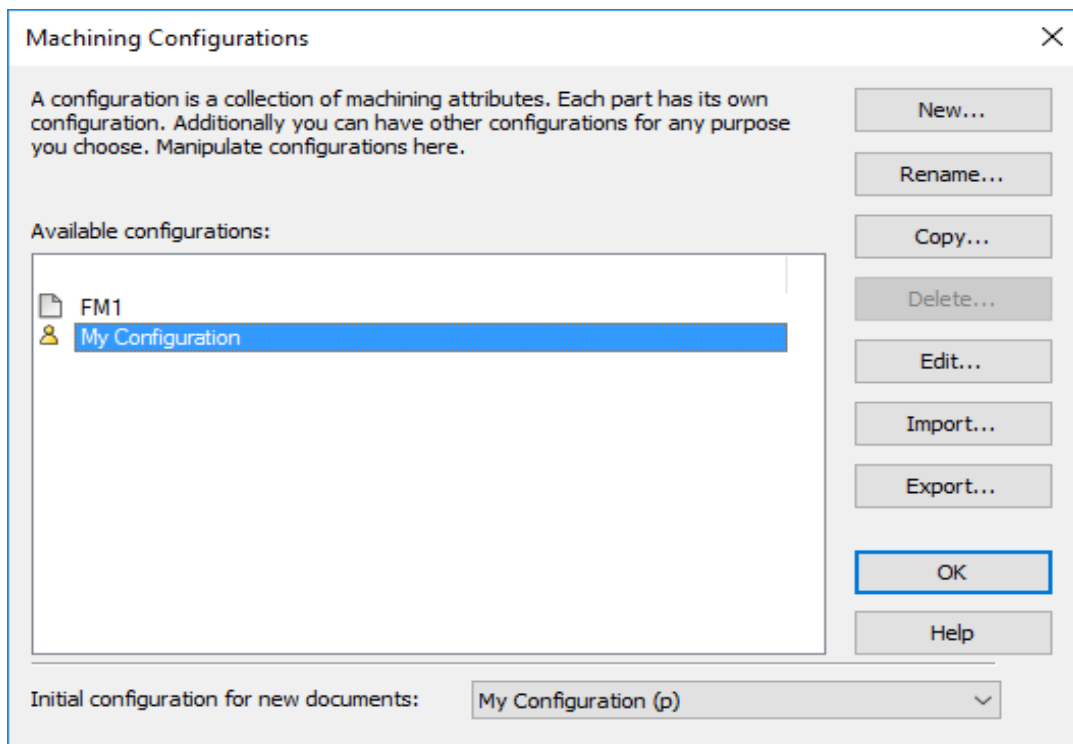 Machining Configurations
A configuration is a collection of machining attributes. Each part has its own
configuration. Additionally you can have other configurations for any purpose
you choose. Manipulate configurations here.
New...
Rename...
Copy...
Delete...
Edit...
Import...
Export...
OK
Help
Available configurations:
FM1
My Configuration
Initial configuration for new documents:
My Configuration (p)